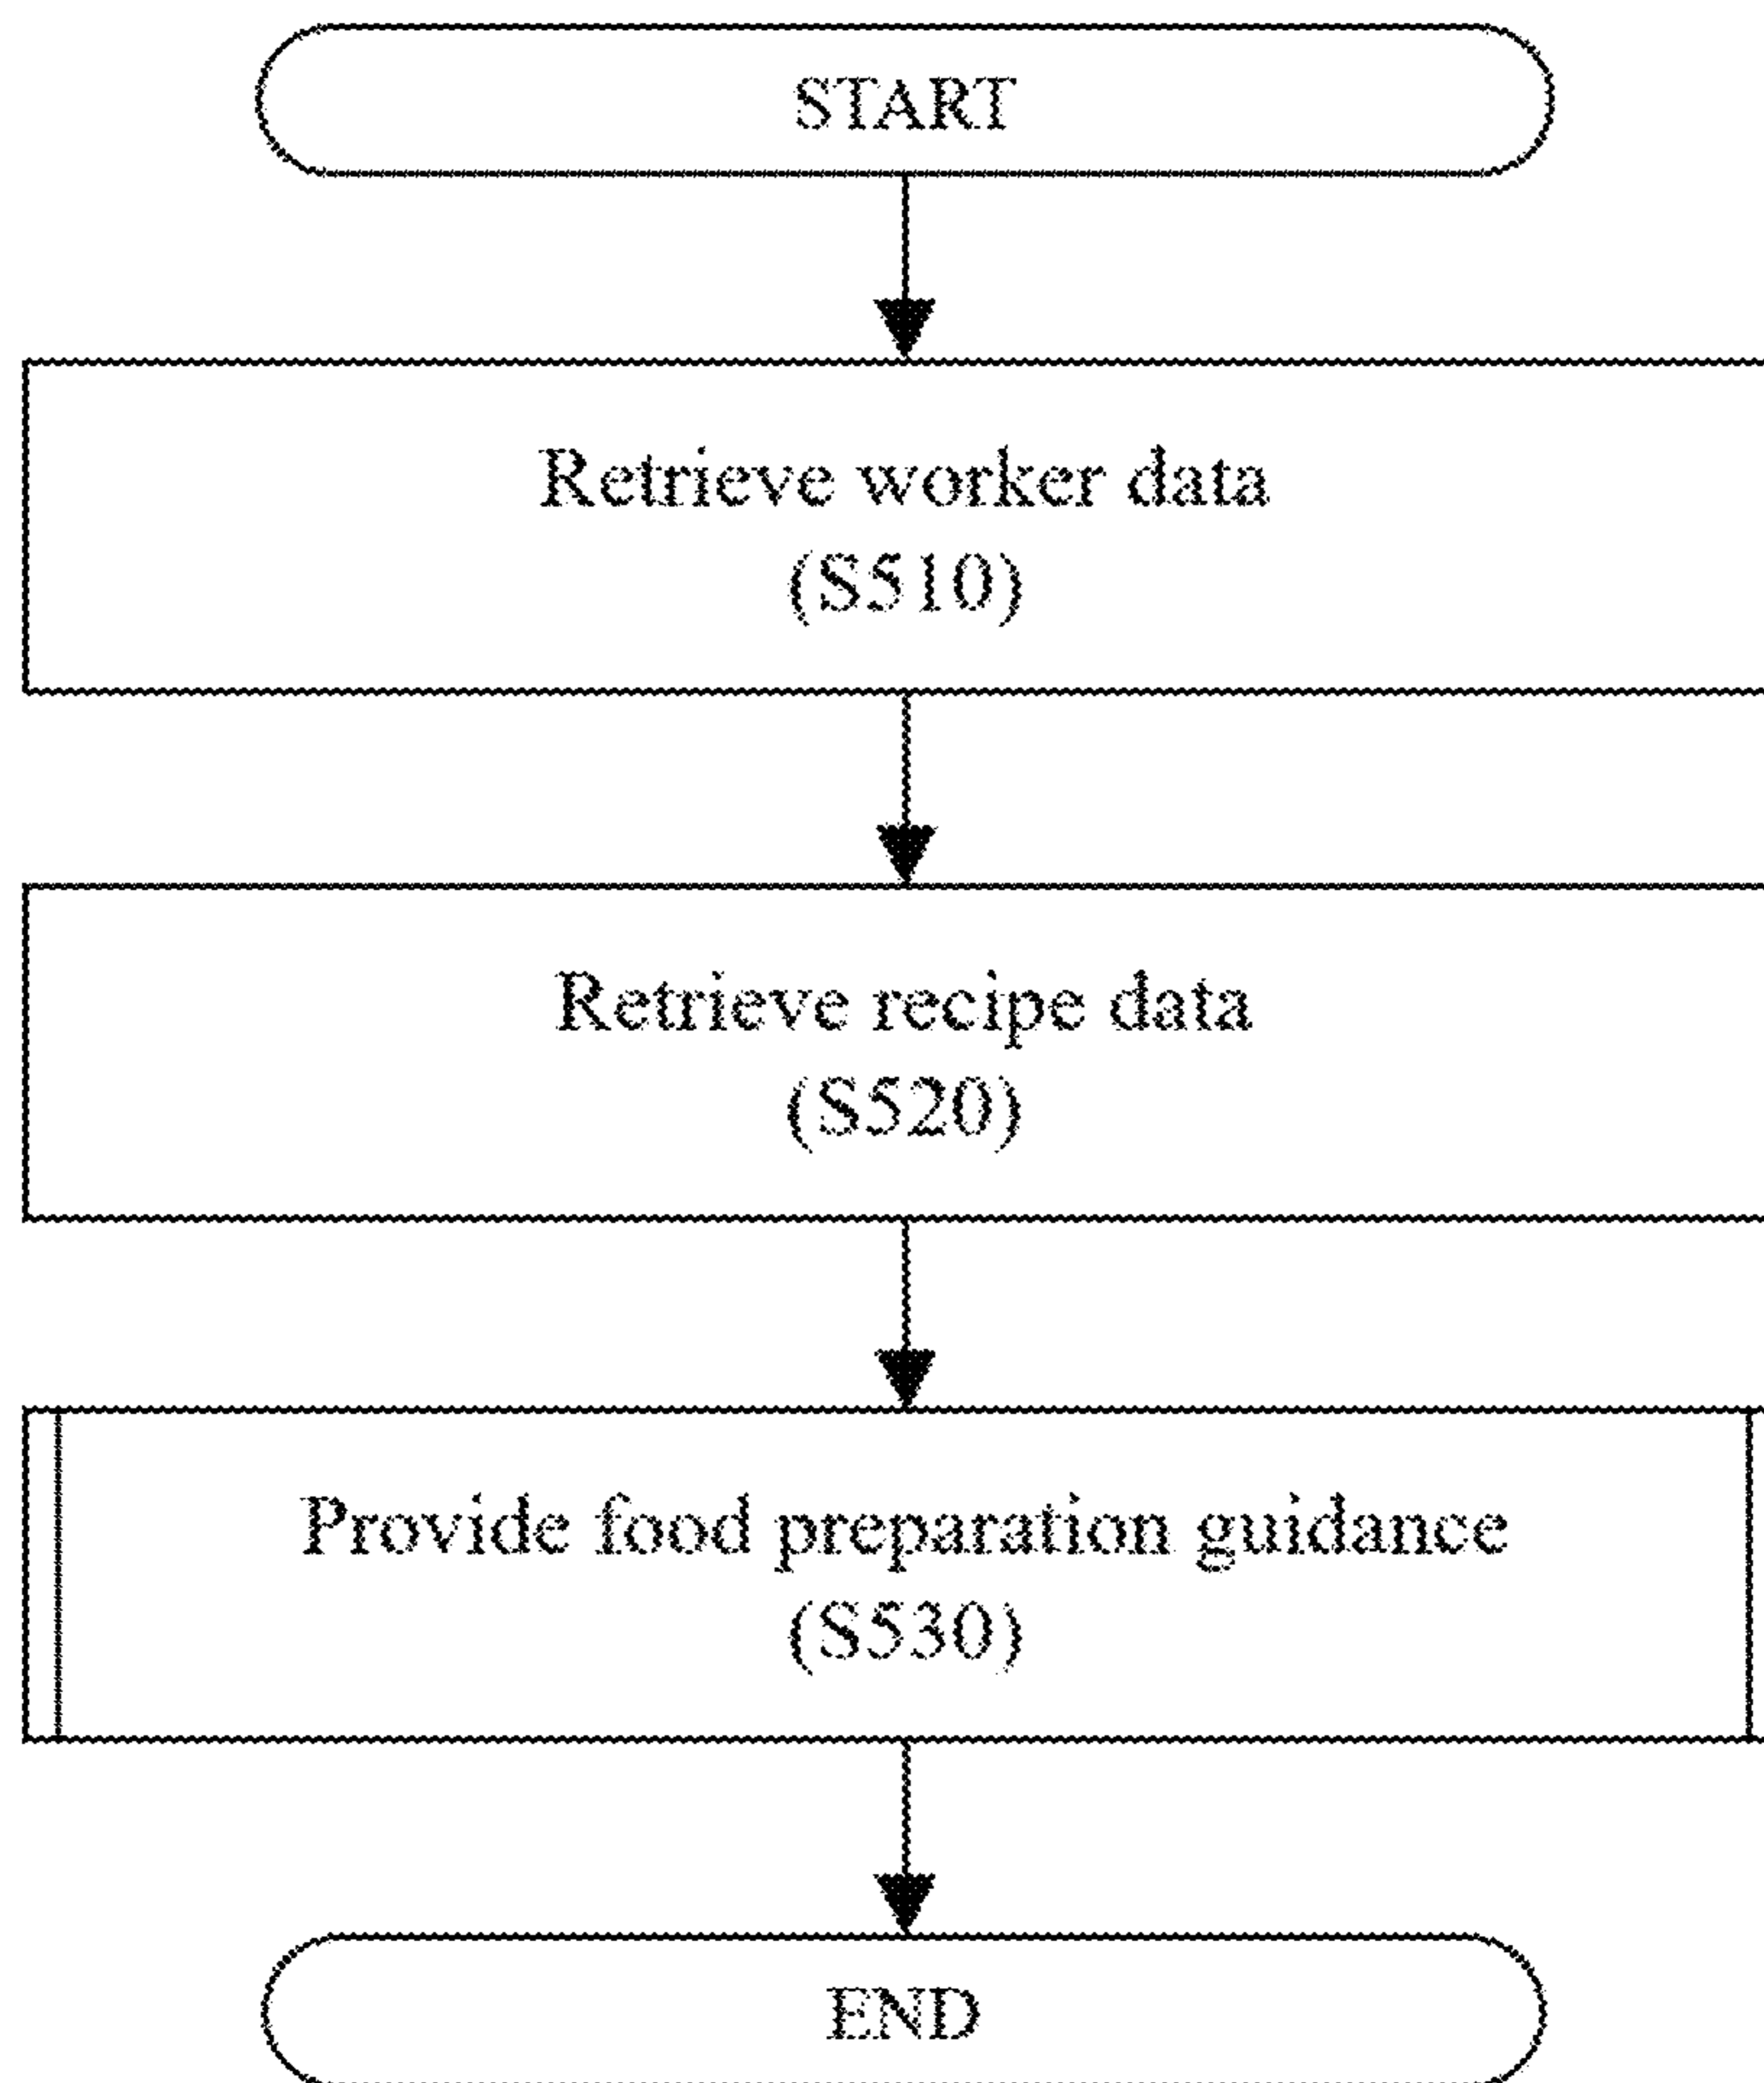 START
Retrieve worker data
(S510)
Retrieve recipe data
(S520)
Provide food preparation guidance
(S530)
END